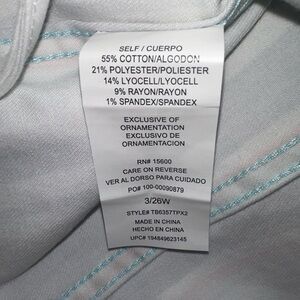 SELF / CUERPO
55% COTTON/ALGODON
21% POLYESTER/POLIESTER
14% LYOCELL/LYOCELL
9% RAYON/RAYON
1% SPANDEX/SPANDEX
EXCLUSIVE OF
ORNAMENTATION
EXCLUSIVO DE
ORNAMENTACION
RN# 15600
CARE ON REVERSE
VER AL DORSO PARA CUIDADO
PO# 100-00090879
3/26W
STYLE# TB6357TPX2
MADE IN CHINA
HECHO EN CHINA
UPC# 194849623145